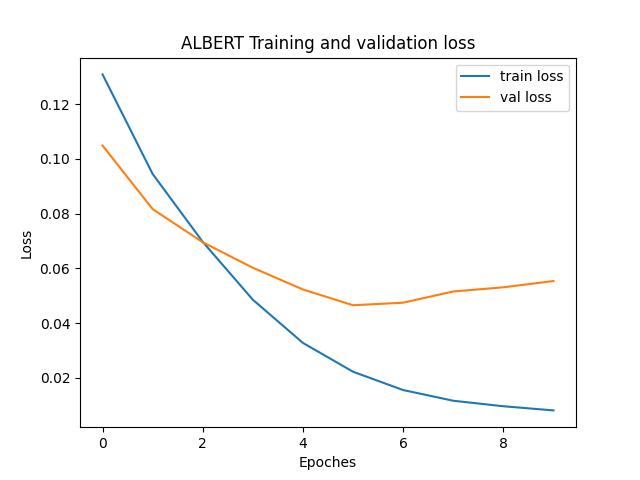 ALBERT Training and validation loss
train loss
val loss
0.12
0.10
0.08
0.06
0.04
0.02
Loss
0
2
4
6
8
Epoches